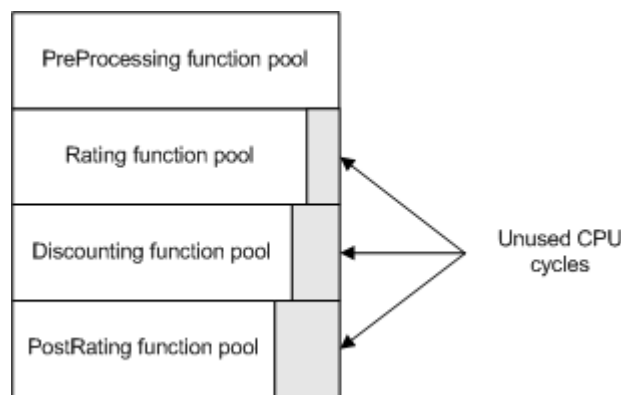 PreProcessing function pool
Rating function pool
Discounting function pool
PostRating function pool
Unused CPU
cycles